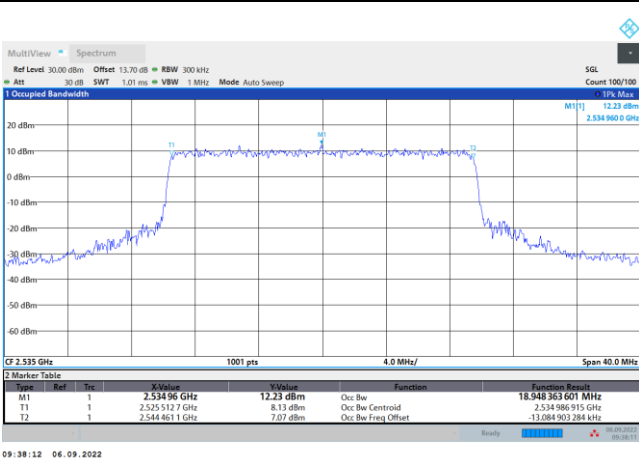 MultiView Spectrum
Ref Level 30.00 dBm Offset 13.70 dB RBW 300 kHz SGL
Att 30 dB SWT 1.01 ms VBW 1 MHz Mode Auto Sweep Count 100/100
1 Occupied Bandwidth 1Pk Max
M1[1] 12.23 dBm
2.534 960 0 GHz
M1
20 dBm
T1 T2
10 dBm
0 dBm
-10 dBm
-20 dBm
-30 dBm
-40 dBm
-50 dBm
-60 dBm
CF 2.535 GHz 1001 pts 4.0 MHz/ Span 40.0 MHz
2 Marker Table
Type Ref Trc X-Value Y-Value Function Function Result
M1 1 2.534 96 GHz 12.23 dBm Occ Bw 18.948 363 601 MHz
T1 1 2.525 512 7 GHz 8.13 dBm Occ Bw Centroid 2.534 986 915 GHz
T2 1 2.544 461 1 GHz 7.07 dBm Occ Bw Freq Offset -13.084 903 284 kHz
Ready 06.09.2022
09:38:11
09:38:12 06.09.2022